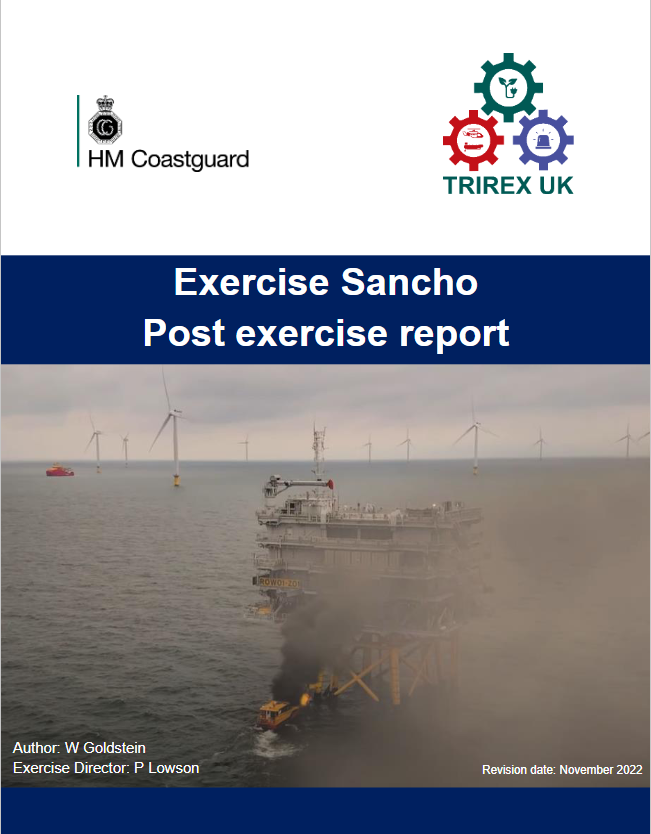 HM Coastguard
TRIREX UK
Exercise Sancho
Post exercise report
Author: W Goldstein
Exercise Director: P Lowson
Revision date: November 2022